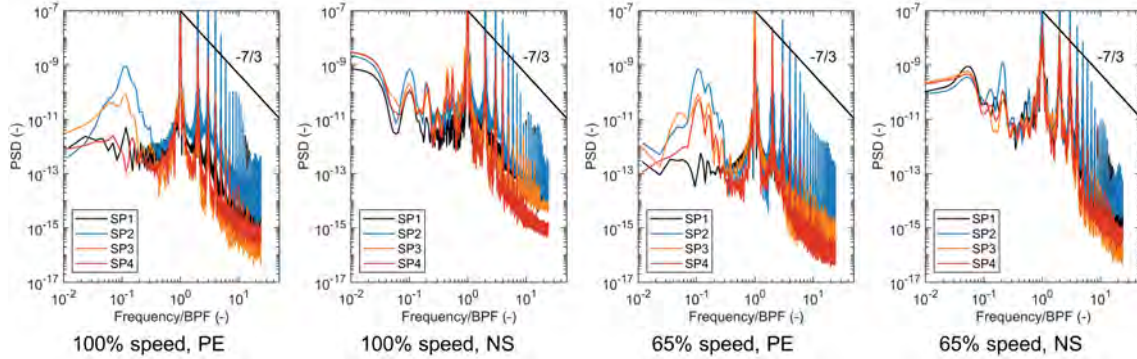 10^-7
10^-9
10^-11
10^-13
10^-15
10^-17
PSD (-)
-7/3
SP1
SP2
SP3
SP4
10^-2 10^-1 10^0 10^1
Frequency/BPF (-)
100% speed, PE
10^-7
10^-9
10^-11
10^-13
10^-15
10^-17
PSD (-)
-7/3
SP1
SP2
SP3
SP4
10^-2 10^-1 10^0 10^1
Frequency/BPF (-)
100% speed, NS
10^-7
10^-9
10^-11
10^-13
10^-15
10^-17
PSD (-)
-7/3
SP1
SP2
SP3
SP4
10^-2 10^-1 10^0 10^1
Frequency/BPF (-)
65% speed, PE
10^-7
10^-9
10^-11
10^-13
10^-15
10^-17
PSD (-)
-7/3
SP1
SP2
SP3
SP4
10^-2 10^-1 10^0 10^1
Frequency/BPF (-)
65% speed, NS